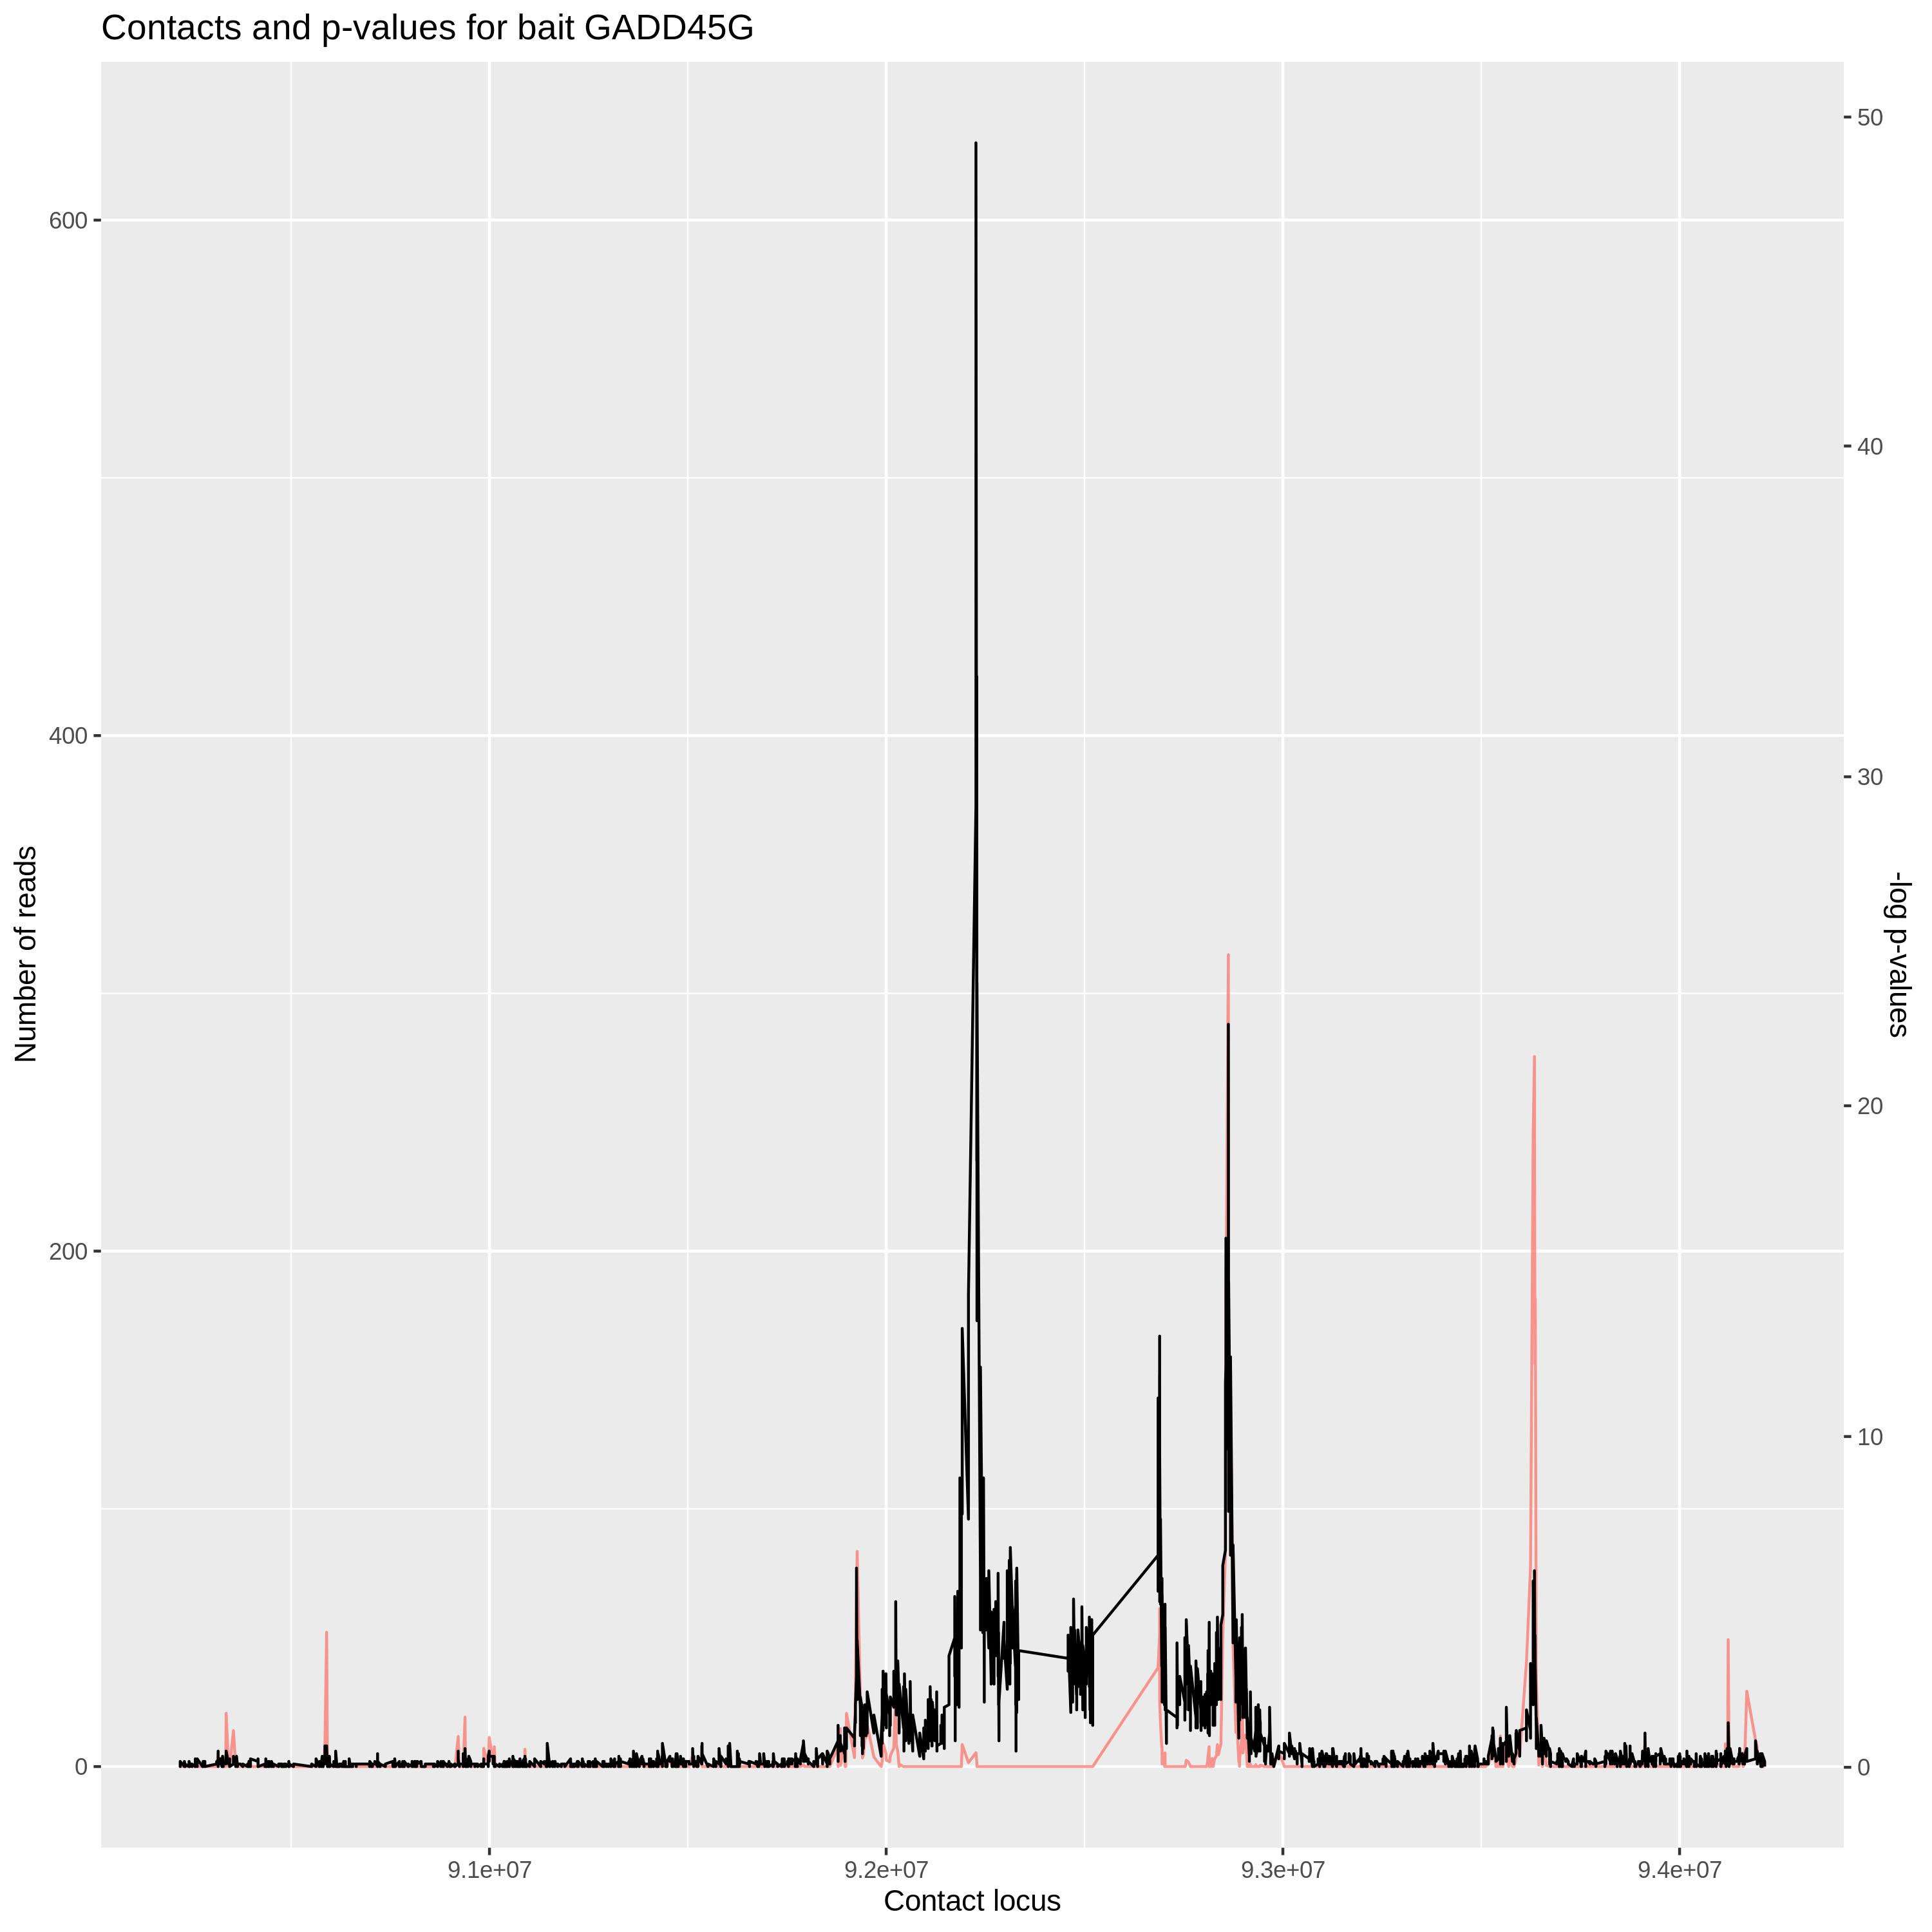 Contacts and p-values for bait GADD45G
600
400
200
0
Number of reads
50
40
30
20
10
0
-log p-values
9.1e+07
9.2e+07
9.3e+07
9.4e+07
Contact locus